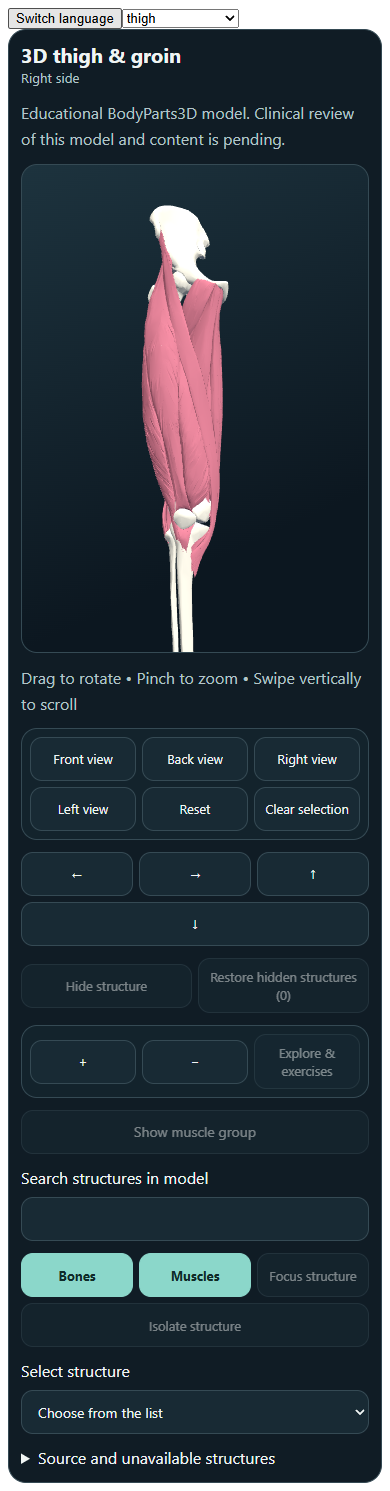 Switch language thigh
3D thigh & groin
Right side
Educational BodyParts3D model. Clinical review
of this model and content is pending.
Drag to rotate • Pinch to zoom • Swipe vertically
to scroll
Front view Back view Right view
Left view Reset Clear selection
← → ↑
↓
Hide structure Restore hidden structures
(0)
+ − Explore &
exercises
Show muscle group
Search structures in model
Bones Muscles Focus structure
Isolate structure
Select structure
Choose from the list
▶ Source and unavailable structures